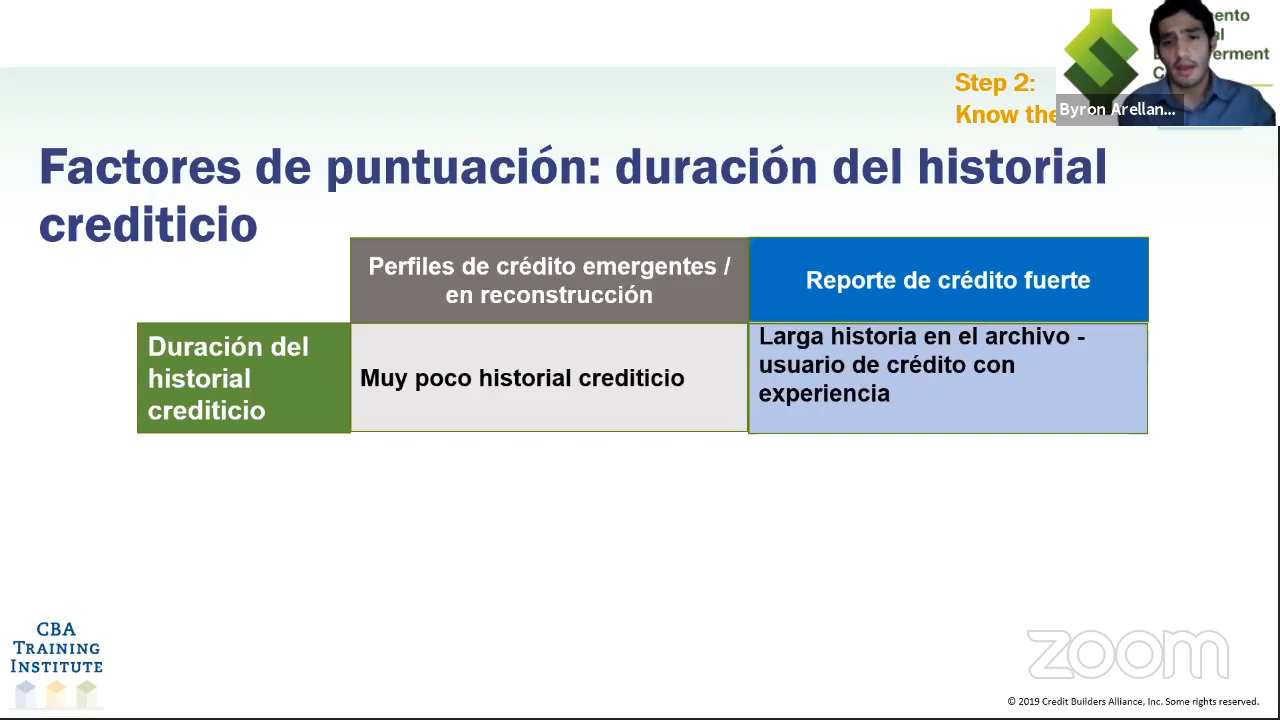 Step 2:
Know the
Byron Arellan...
Factores de puntuación: duración del historial
crediticio
Perfiles de crédito emergentes /
en reconstrucción
Reporte de crédito fuerte
Duración del
historial
crediticio
Muy poco historial crediticio
Larga historia en el archivo -
usuario de crédito con
experiencia
CBA
TRAINING
INSTITUTE
zoom
© 2019 Credit Builders Alliance, Inc. Some rights reserved.